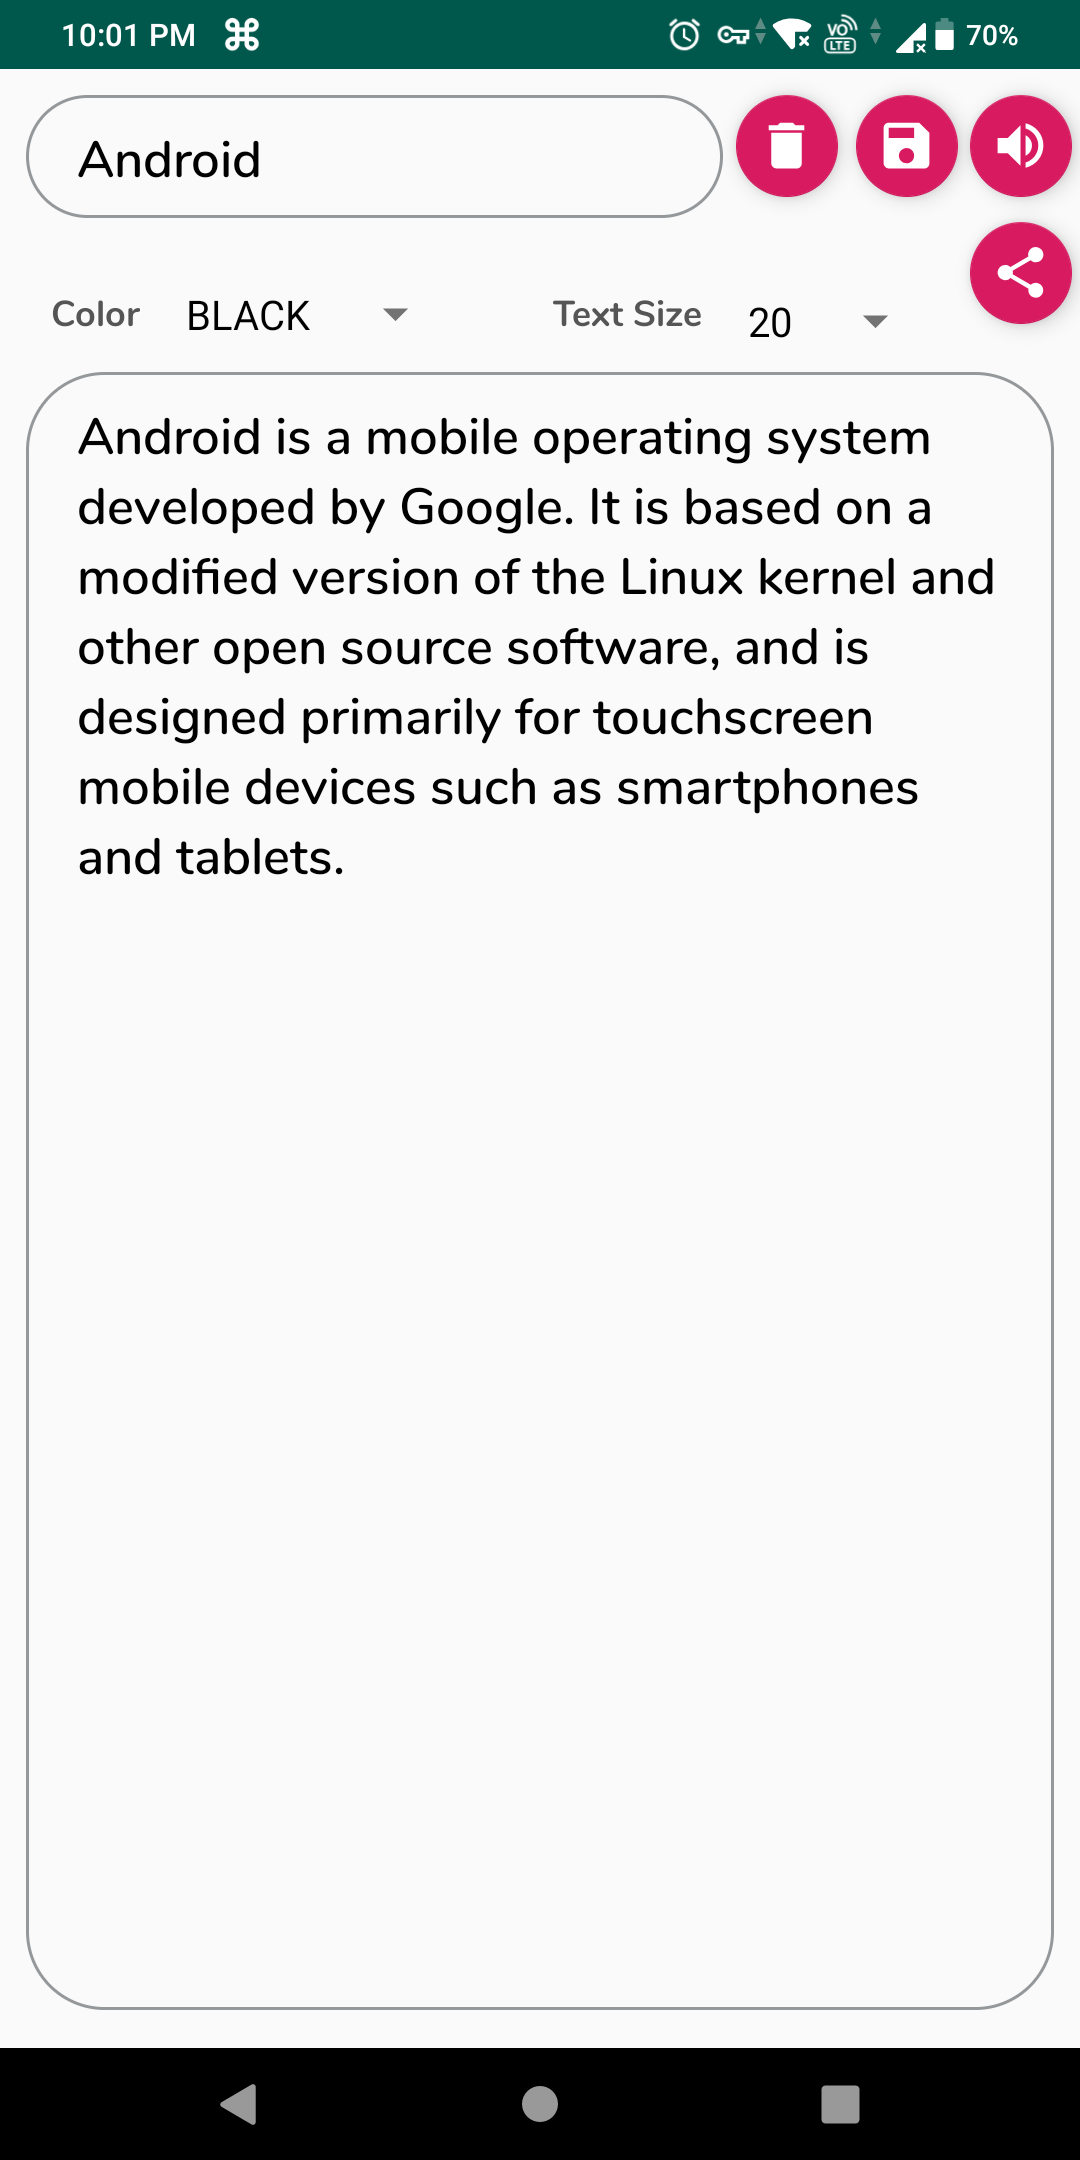 10:01 PM
VO LTE
70%
Android
Color BLACK Text Size 20
Android is a mobile operating system
developed by Google. It is based on a
modified version of the Linux kernel and
other open source software, and is
designed primarily for touchscreen
mobile devices such as smartphones
and tablets.